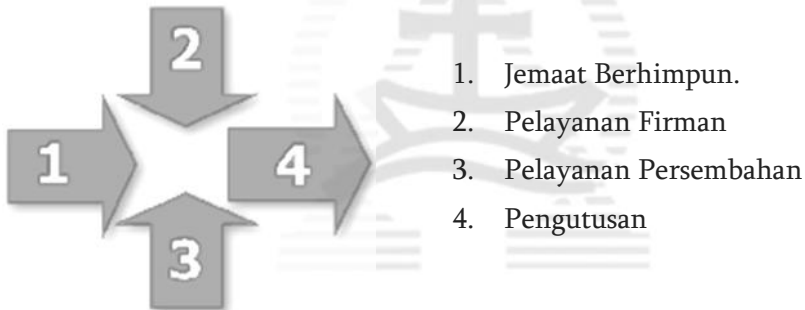 2
1
4
3
1. Jemaat Berhimpun.
2. Pelayanan Firman
3. Pelayanan Persembahan
4. Pengutusan